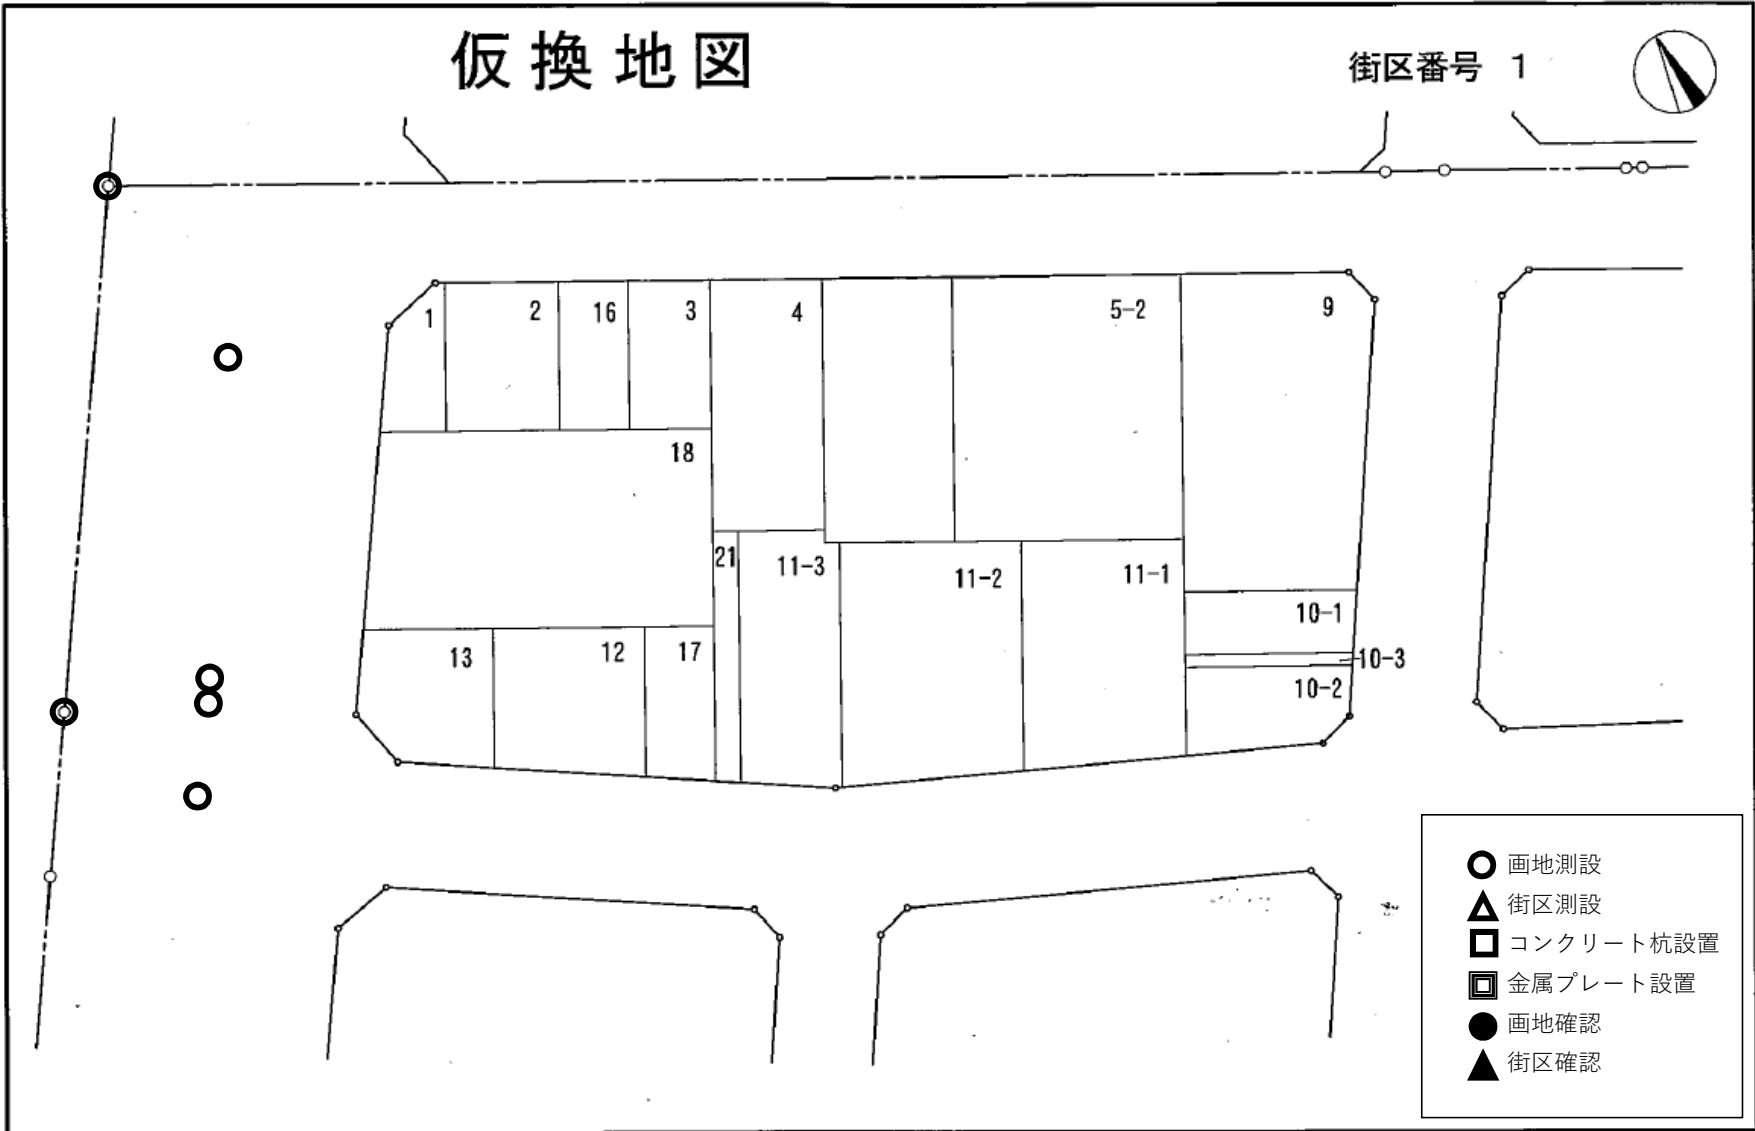 仮換地図
街区番号 1
1
2
16
3
4
5-2
9
18
21
11-3
11-2
11-1
10-1
10-3
10-2
13
12
17
画地測設
街区測設
コンクリート杭設置
金属プレート設置
画地確認
街区確認